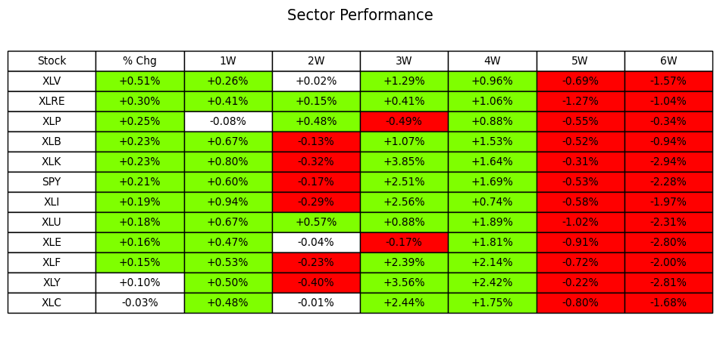 Sector Performance
Stock % Chg 1W 2W 3W 4W 5W 6W
XLV +0.51% +0.26% +0.02% +1.29% +0.96% -0.69% -1.57%
XLRE +0.30% +0.41% +0.15% +0.41% +1.06% -1.27% -1.04%
XLP +0.25% -0.08% +0.48% -0.49% +0.88% -0.55% -0.34%
XLB +0.23% +0.67% -0.13% +1.07% +1.53% -0.52% -0.94%
XLK +0.23% +0.80% -0.32% +3.85% +1.64% -0.31% -2.94%
SPY +0.21% +0.60% -0.17% +2.51% +1.69% -0.53% -2.28%
XLI +0.19% +0.94% -0.29% +2.56% +0.74% -0.58% -1.97%
XLU +0.18% +0.67% +0.57% +0.88% +1.89% -1.02% -2.31%
XLE +0.16% +0.47% -0.04% -0.17% +1.81% -0.91% -2.80%
XLF +0.15% +0.53% -0.23% +2.39% +2.14% -0.72% -2.00%
XLY +0.10% +0.50% -0.40% +3.56% +2.42% -0.22% -2.81%
XLC -0.03% +0.48% -0.01% +2.44% +1.75% -0.80% -1.68%